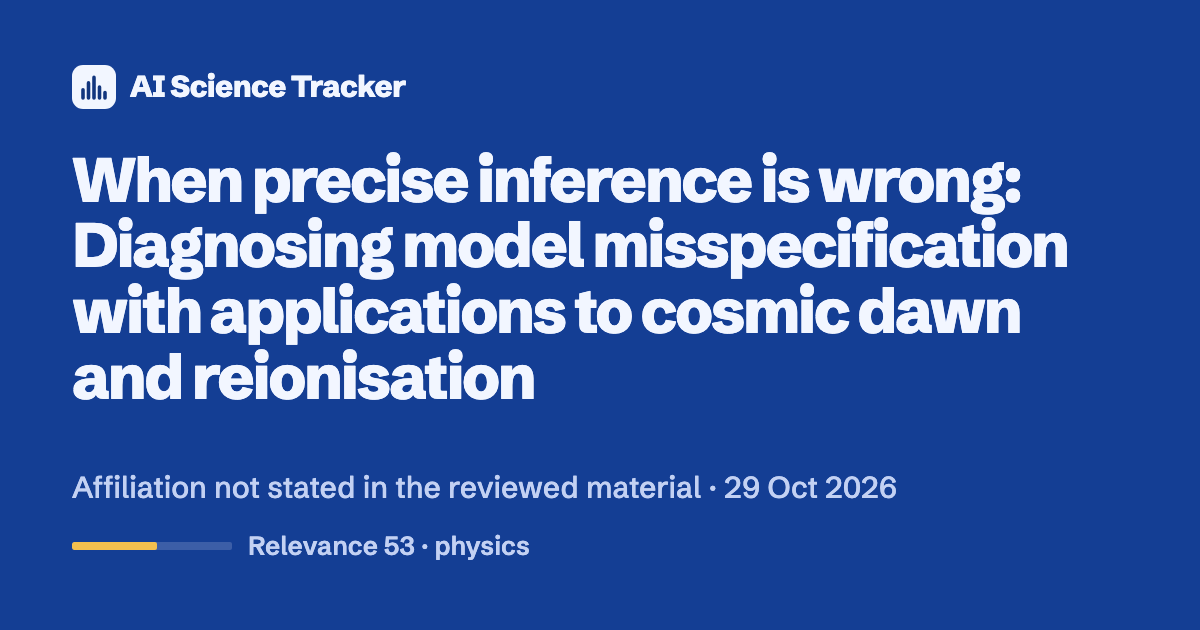 AI Science Tracker
When precise inference is wrong:
Diagnosing model misspecification
with applications to cosmic dawn
and reionisation
Affiliation not stated in the reviewed material · 29 Oct 2026
Relevance 53 · physics